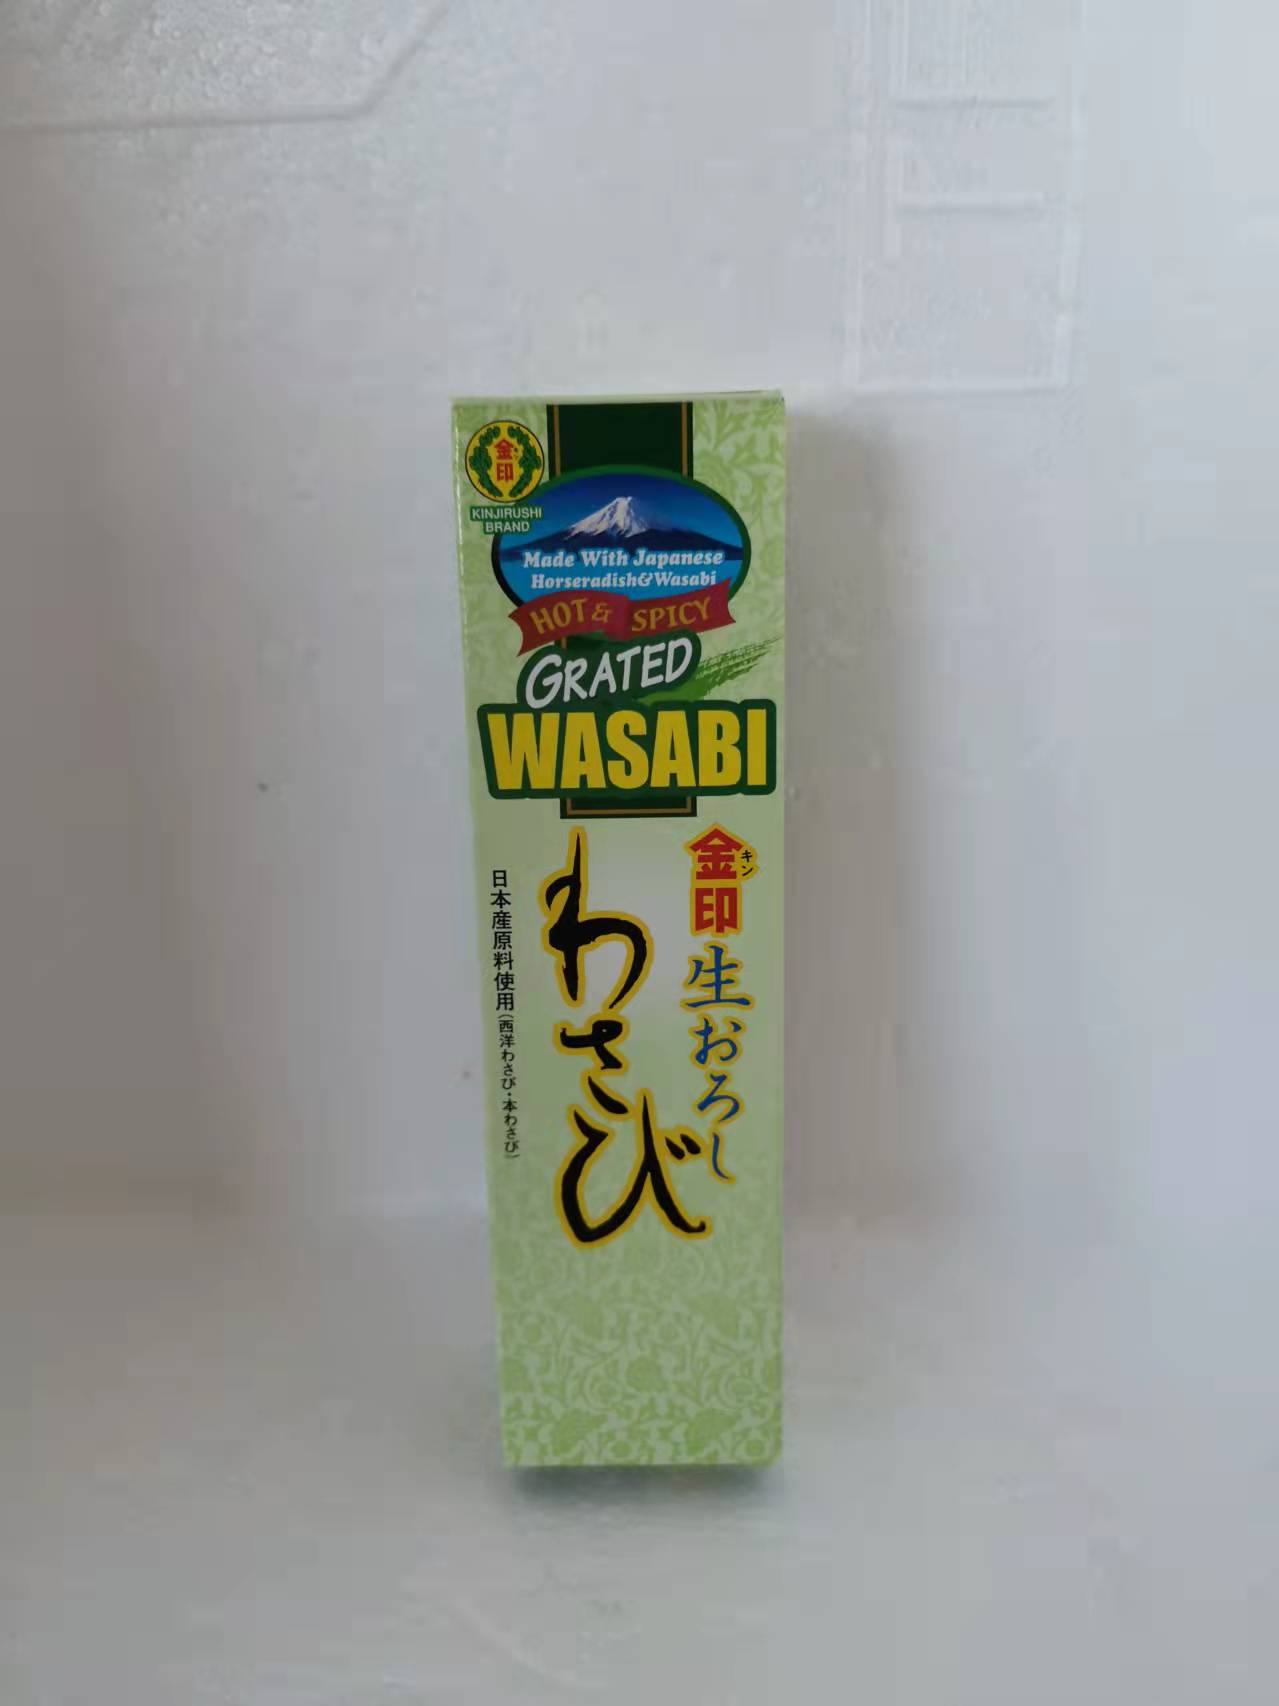 金印
KINJIRUSHI
BRAND
Made With Japanese
Horseradish&Wasabi
HOT & SPICY
GRATED
WASABI
金印
キン
生おろし
わさび
日本産原料使用(西洋わさび・本わさび)